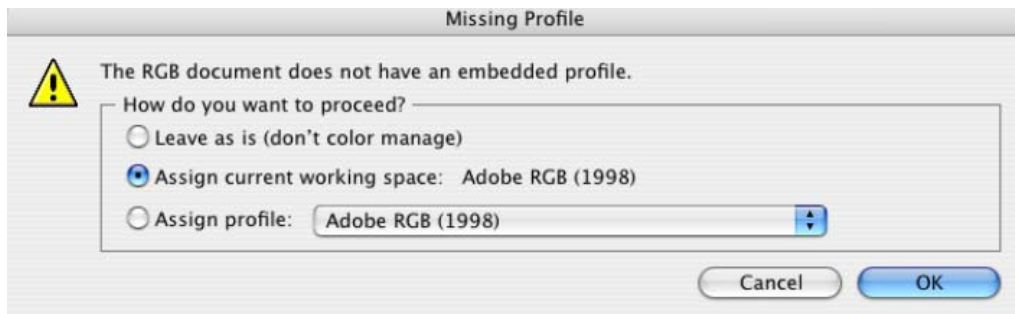 Missing Profile
The RGB document does not have an embedded profile.
How do you want to proceed?
Leave as is (don't color manage)
Assign current working space: Adobe RGB (1998)
Assign profile: Adobe RGB (1998)
Cancel OK